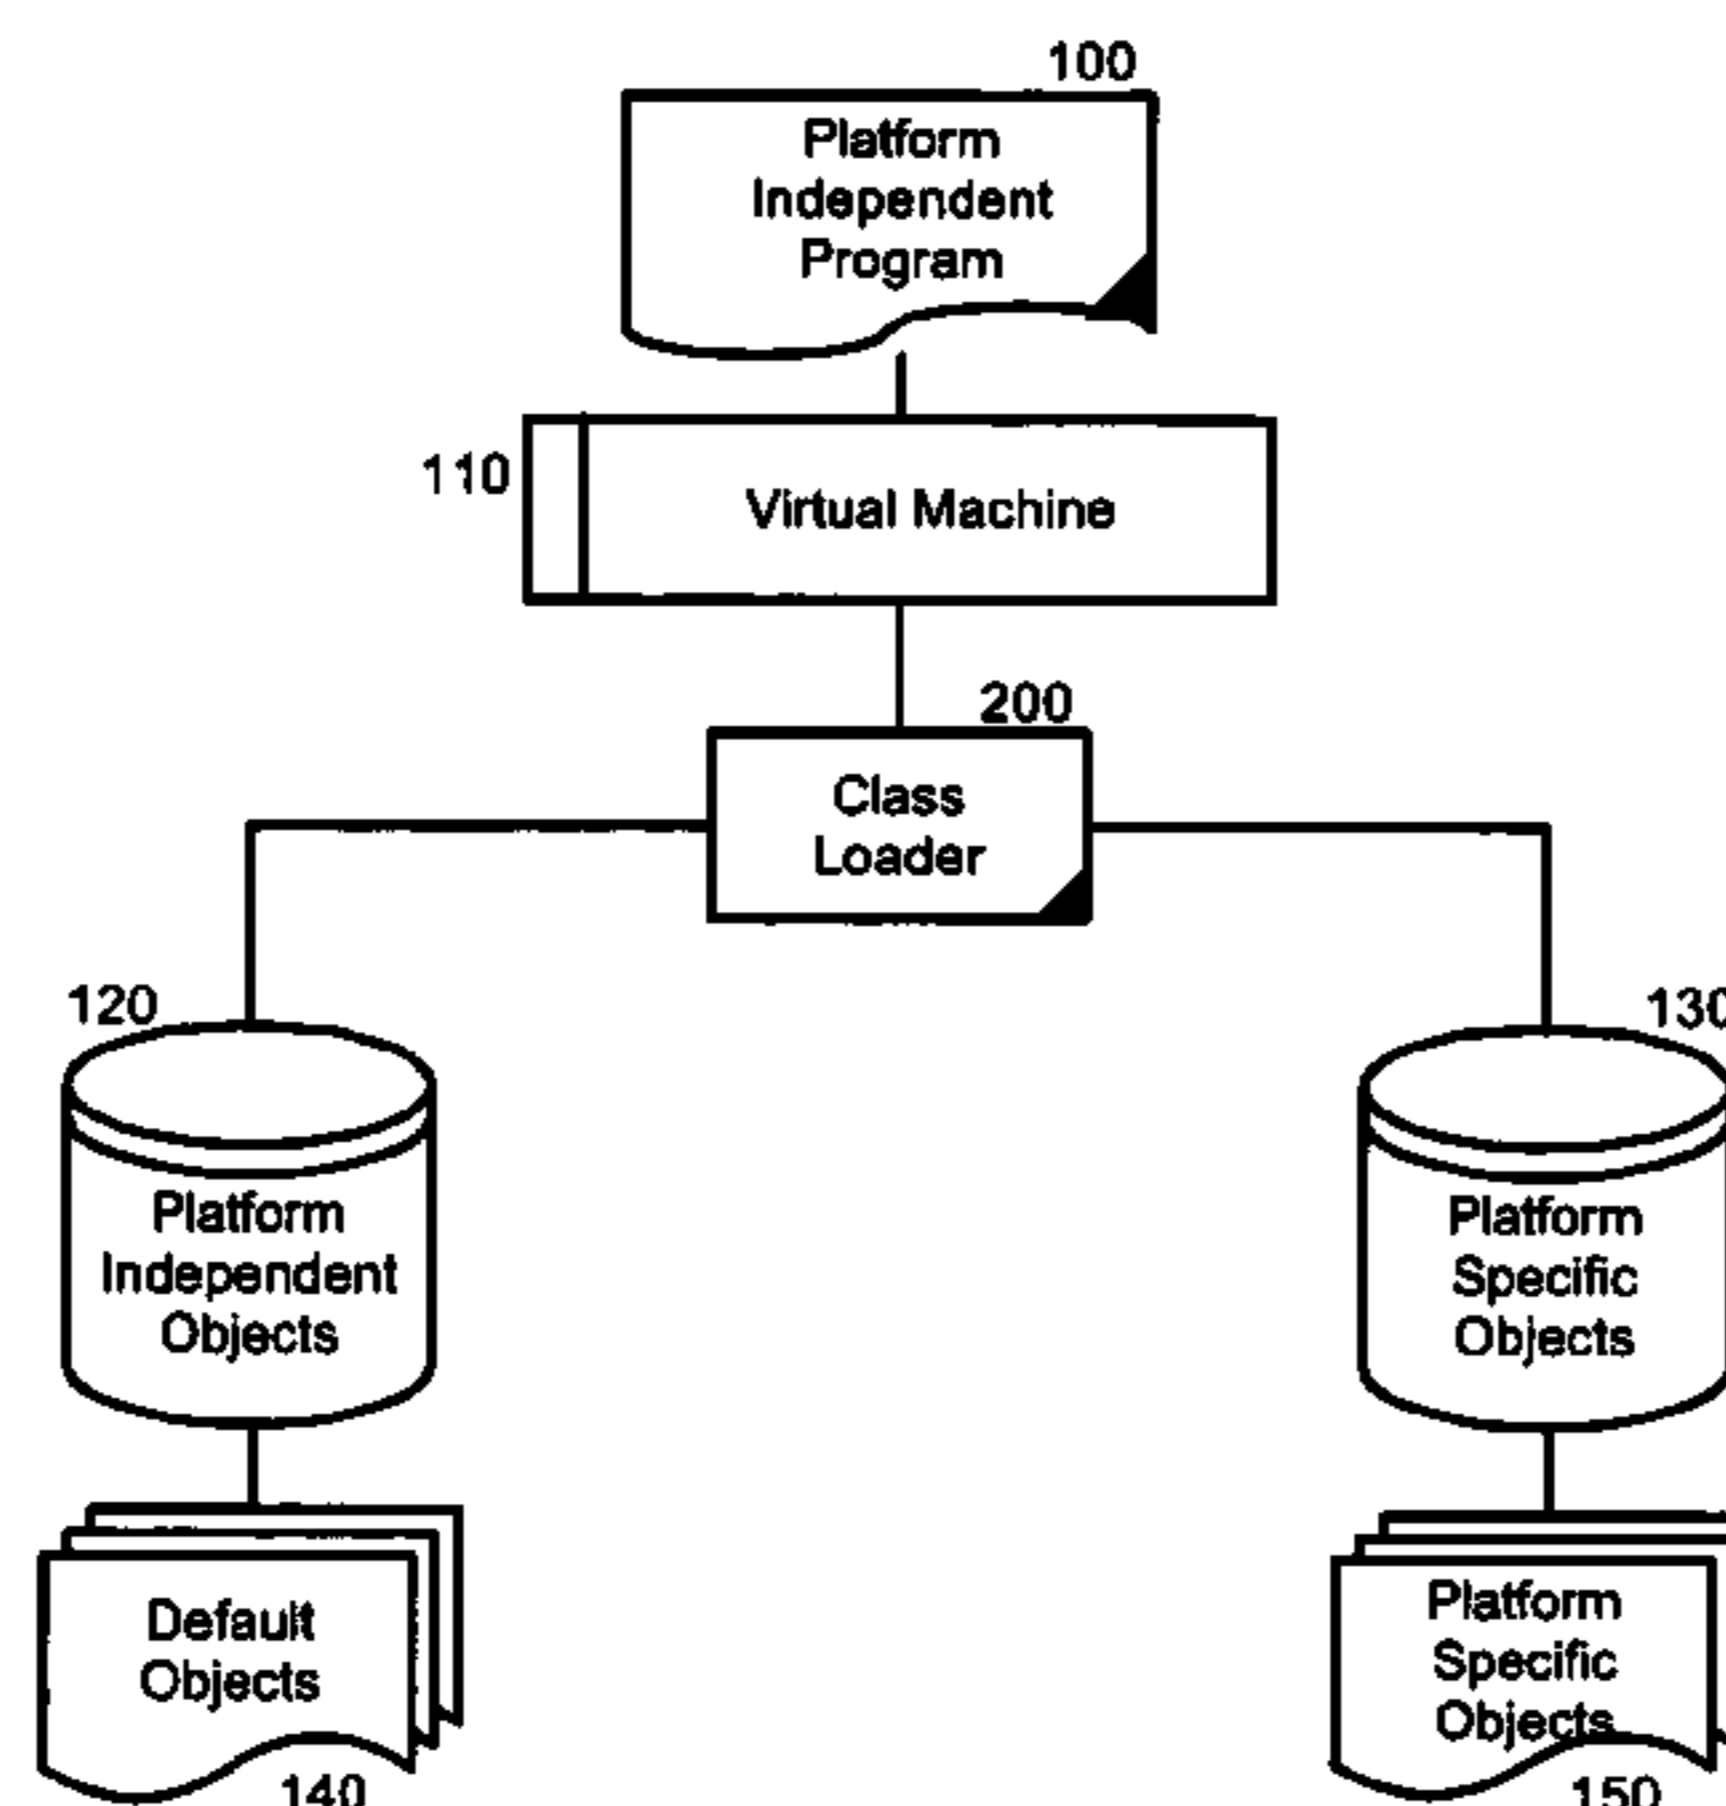 100
Platform
Independent
Program
110
Virtual Machine
200
Class
Loader
120
Platform
Independent
Objects
130
Platform
Specific
Objects
Default
Objects
140
Platform
Specific
Objects
150